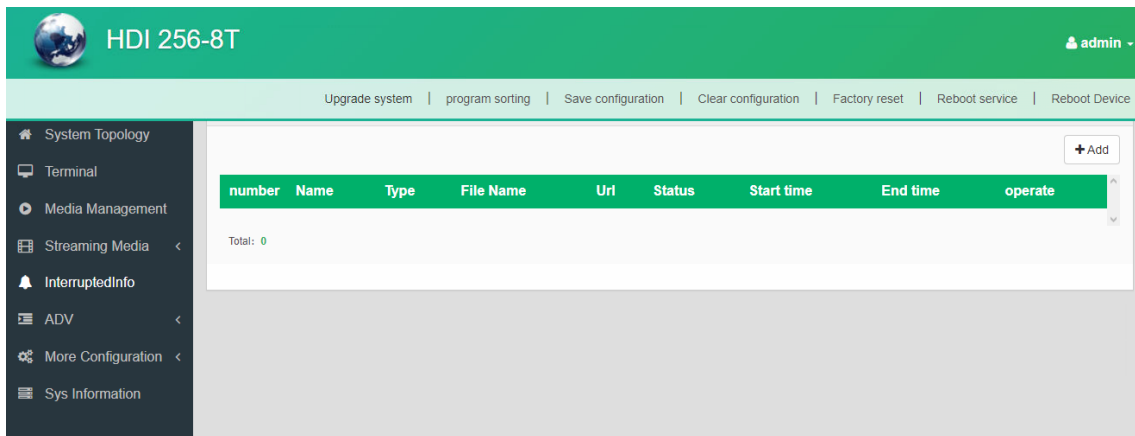 HDI 256-8T
admin
Upgrade system | program sorting | Save configuration | Clear configuration | Factory reset | Reboot service | Reboot Device
System Topology
Terminal
Media Management
Streaming Media
InterruptedInfo
ADV
More Configuration
Sys Information
+ Add
number Name Type File Name Url Status Start time End time operate
Total: 0